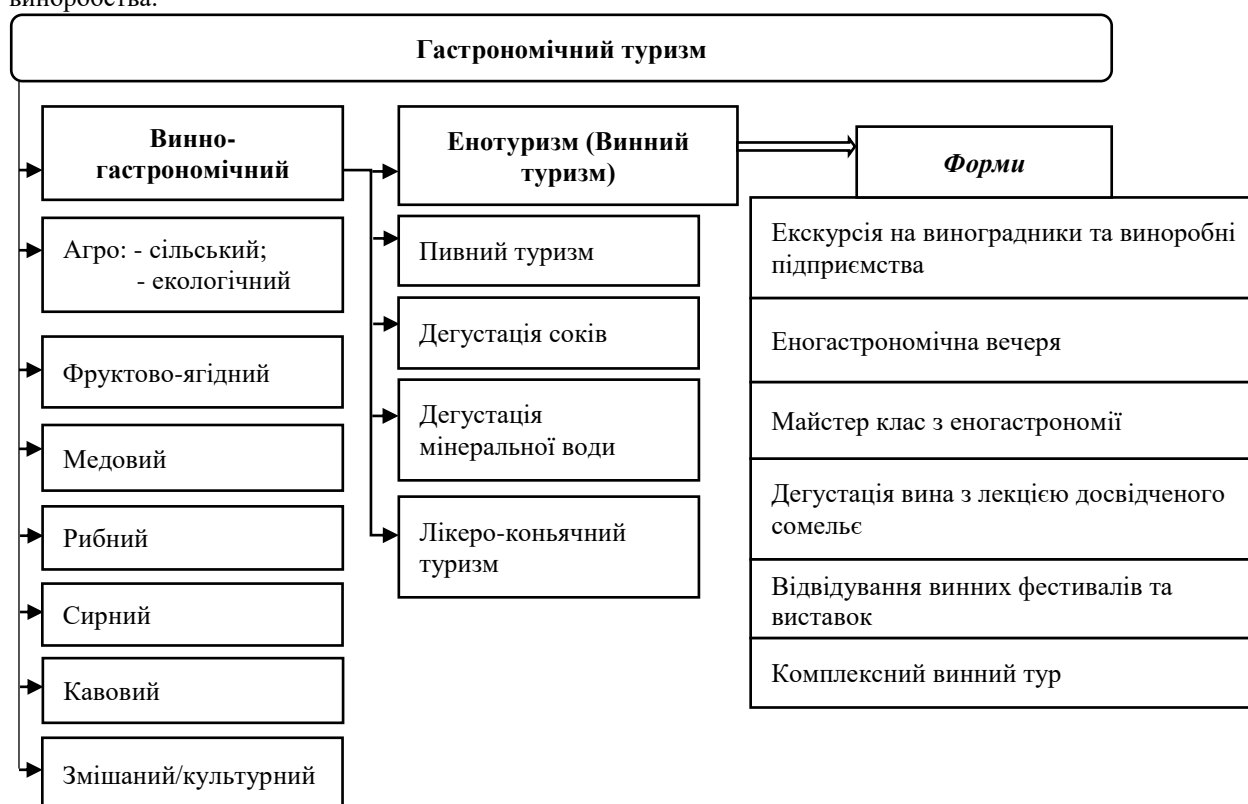 виноробства.
Гастрономічний туризм
Винно-
гастрономічний
Агро: - сільський;
- екологічний
Фруктово-ягідний
Медовий
Рибний
Сирний
Кавовий
Змішаний/культурний
Енотуризм (Винний
туризм)
Пивний туризм
Дегустація соків
Дегустація
мінеральної води
Лікеро-коньячний
туризм
Форми
Екскурсія на виноградники та виноробні
підприємства
Еногастрономічна вечеря
Майстер клас з еногастрономії
Дегустація вина з лекцією досвідченого
сомельє
Відвідування винних фестивалів та
виставок
Комплексний винний тур